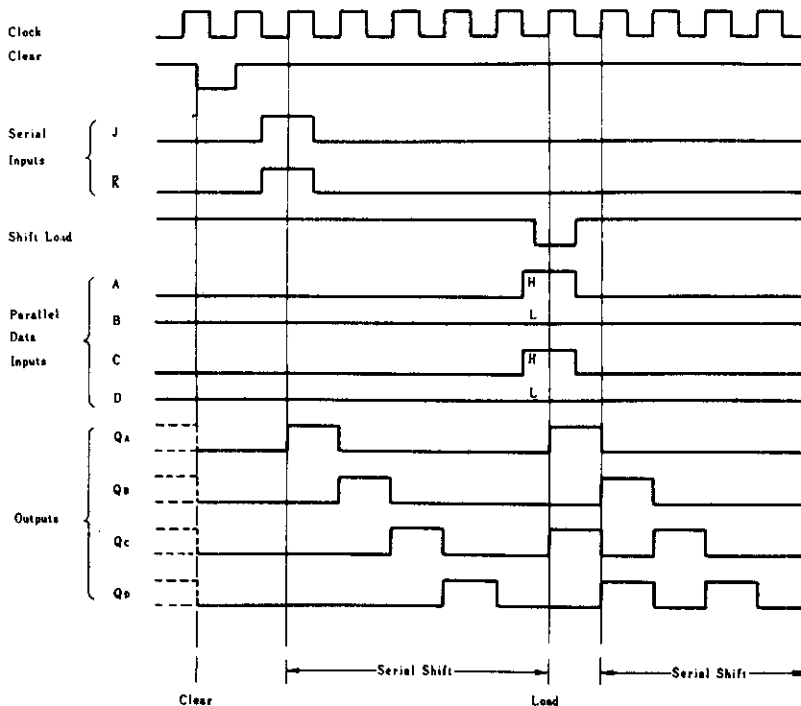 Clock
Clear
Serial
Inputs
J
K̅
Shift Load
Parallel
Data
Inputs
A
B
C
D
H
L
H
L
Outputs
QA
QB
QC
QD
Serial Shift
Serial Shift
Clear
Load